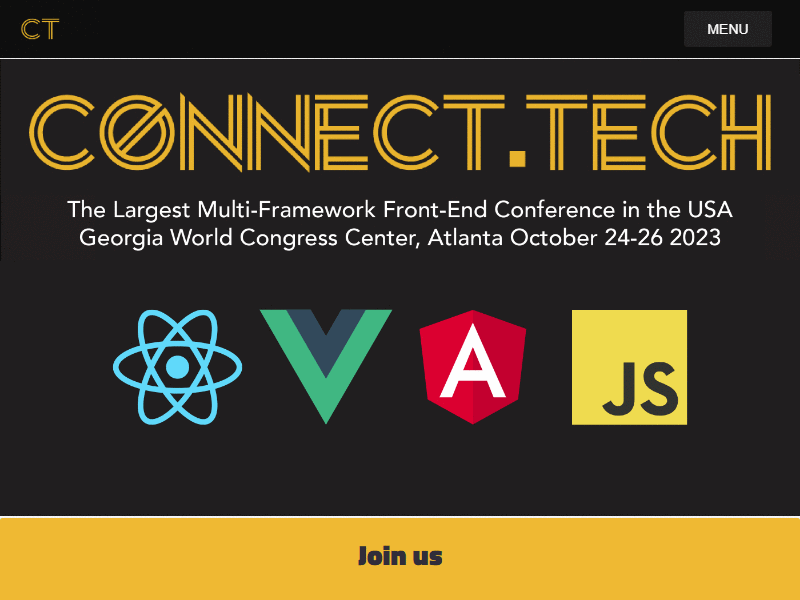 CT
MENU
CØNNECT.TECH
The Largest Multi-Framework Front-End Conference in the USA
Georgia World Congress Center, Atlanta October 24-26 2023
A
JS
Join us